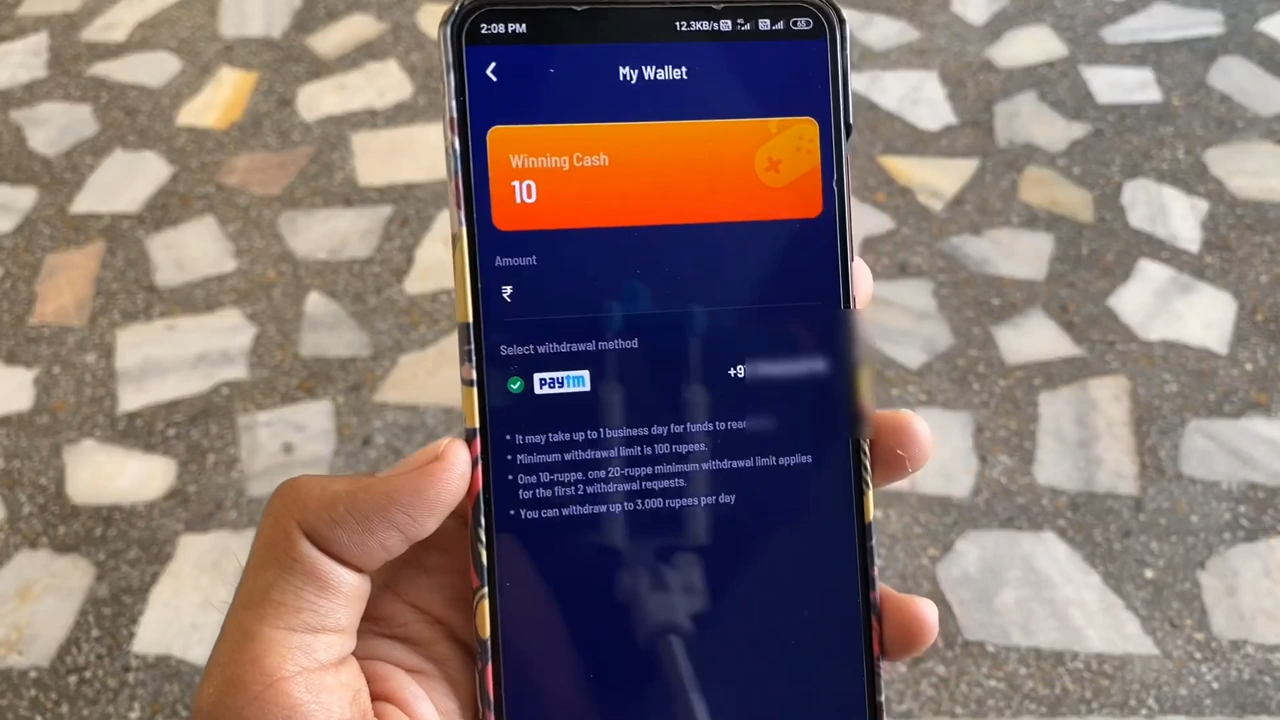 2:08 PM 12.3KB/s 4G 65
My Wallet
Winning Cash
10
Amount
₹
Select withdrawal method
paytm +9
* It may take up to 1 business day for funds to
* Minimum withdrawal limit is 100 rupees.
* One 10-ruppe, one 20-ruppe minimum withdrawal limit applies
for the first 2 withdrawal requests.
* You can withdraw up to 3,000 rupees per day